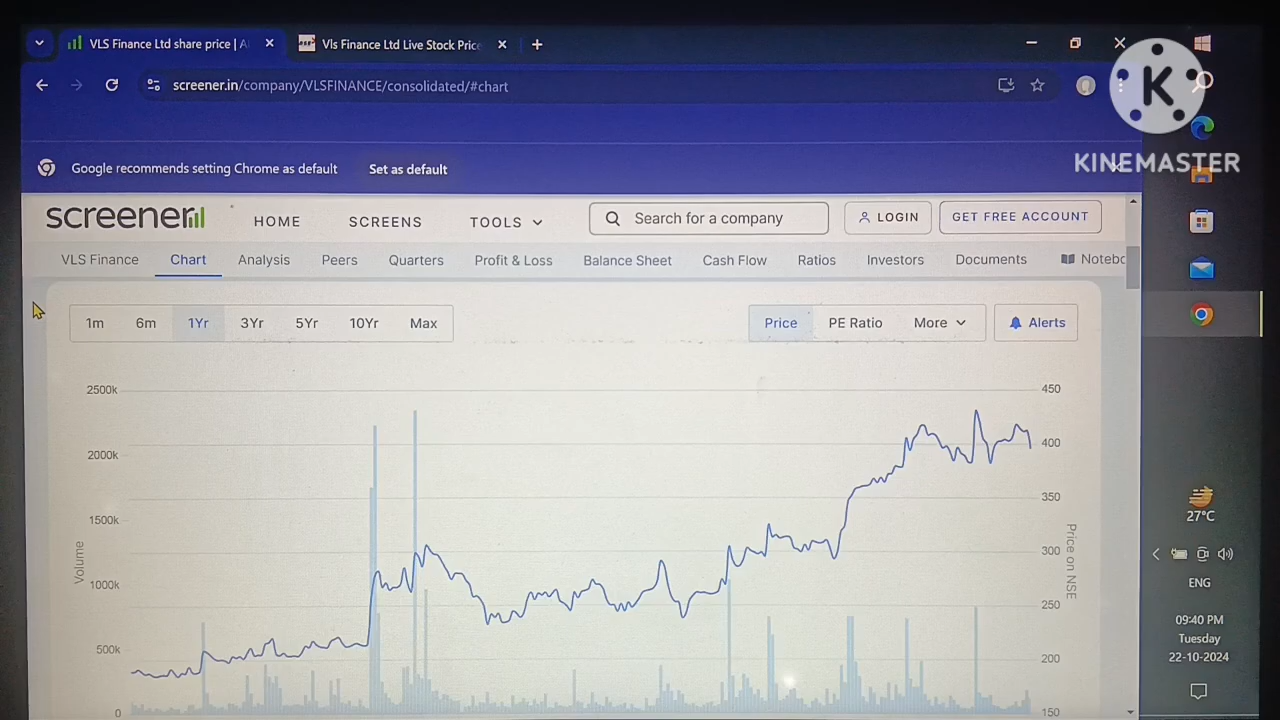 VLS Finance Ltd share price | A
Vls Finance Ltd Live Stock Price
screener.in/company/VLSFINANCE/consolidated/#chart
K
KINEMASTER
Google recommends setting Chrome as default
Set as default
screener
HOME
SCREENS
TOOLS
Search for a company
LOGIN
GET FREE ACCOUNT
VLS Finance
Chart
Analysis
Peers
Quarters
Profit & Loss
Balance Sheet
Cash Flow
Ratios
Investors
Documents
Notebo
1m
6m
1Yr
3Yr
5Yr
10Yr
Max
Price
PE Ratio
More
Alerts
2500k
2000k
1500k
1000k
500k
0
Volume
450
400
350
300
250
200
150
Price on NSE
27°C
ENG
09:40 PM
Tuesday
22-10-2024